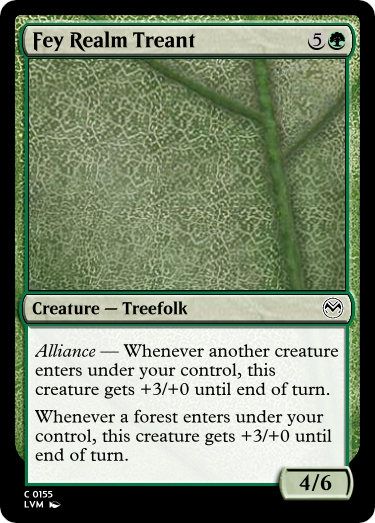 Fey Realm Treant 5
Creature — Treefolk
Alliance — Whenever another creature
enters under your control, this
creature gets +3/+0 until end of turn.
Whenever a forest enters under your
control, this creature gets +3/+0 until
end of turn.
4/6
C 0155
LVM